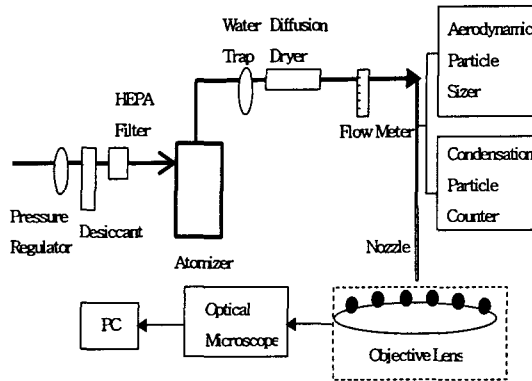 Water Diffusion
Trap Dryer
Aerodynamic
Particle
Sizer
HEPA
Filter
Flow Meter
Condensation
Particle
Counter
Pressure
Regulator
Desiccant
Atomizer
Nozzle
PC
Optical
Microscope
Objective Lens